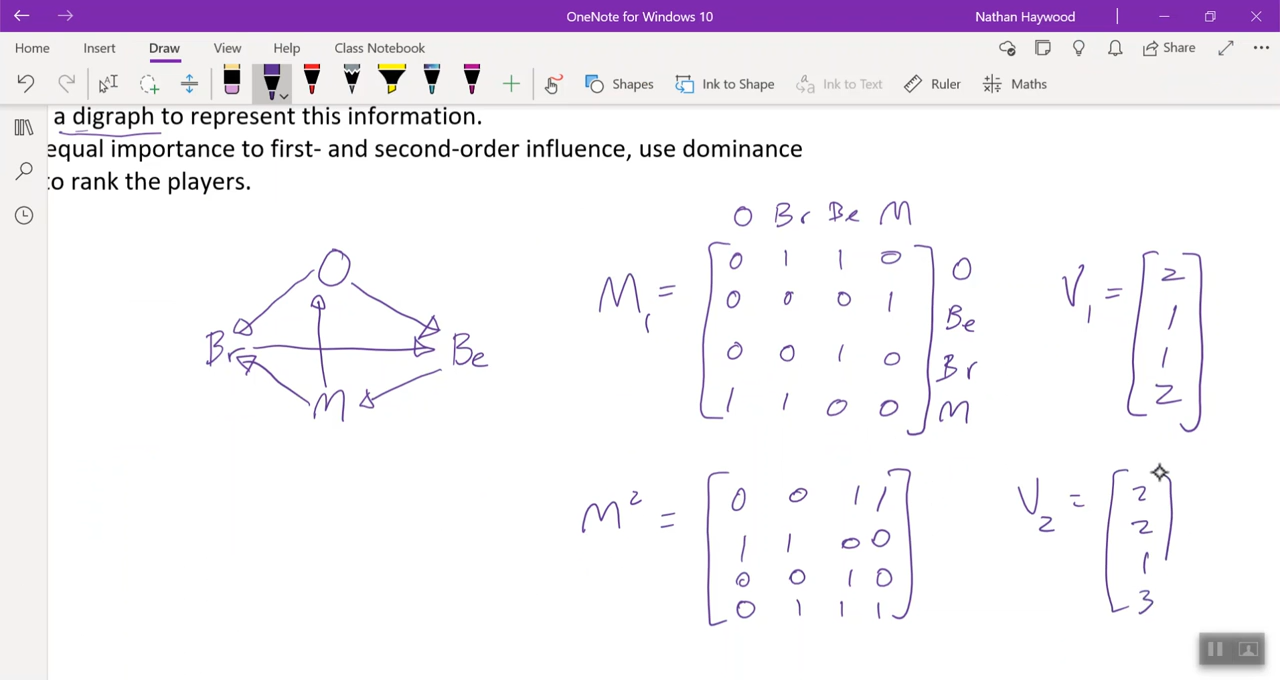 OneNote for Windows 10
Nathan Haywood
Home Insert Draw View Help Class Notebook
Share
Shapes Ink to Shape Ink to Text Ruler Maths
a digraph to represent this information.
equal importance to first- and second-order influence, use dominance
to rank the players.
O
Br Be
M
O Br Be M
M₁ =
0 1 1 0 O
0 0 0 1 Be
0 0 1 0 Br
1 1 0 0 M
V₁ =
2
1
1
2
M² =
0 0 1 1
1 1 0 0
0 0 1 0
0 1 1 1
V₂ =
2
2
1
3